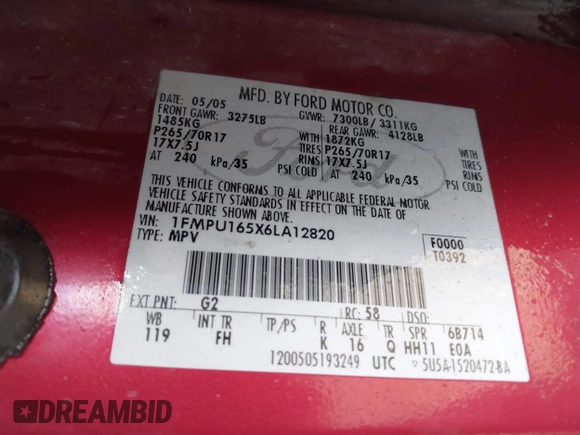 MFD. BY FORD MOTOR CO.
DATE: 05/05 GVWR: 7300LB / 3311KG
FRONT GAWR: 3275LB REAR GAWR: 4128LB
1485KG WITH 1872KG WITH
P265/70R17 TIRES P265/70R17 TIRES
17X7.5J RIMS 17X7.5J RIMS
AT 240 kPa/35 PSI COLD AT 240 kPa/35 PSI COLD
Ford
THIS VEHICLE CONFORMS TO ALL APPLICABLE FEDERAL MOTOR
VEHICLE SAFETY STANDARDS IN EFFECT ON THE DATE OF
MANUFACTURE SHOWN ABOVE.
VIN: 1FMPU165X6LA12820
TYPE: MPV
F0000
T0392
EXT PNT: G2 RC: 58 DSO:
WB INT TR TP/PS R AXLE TR SPR 6B714
119 FH K 16 Q HH11 E0A
1200505193249 UTC ▽5U5A-1520472-BA
DREAMBID